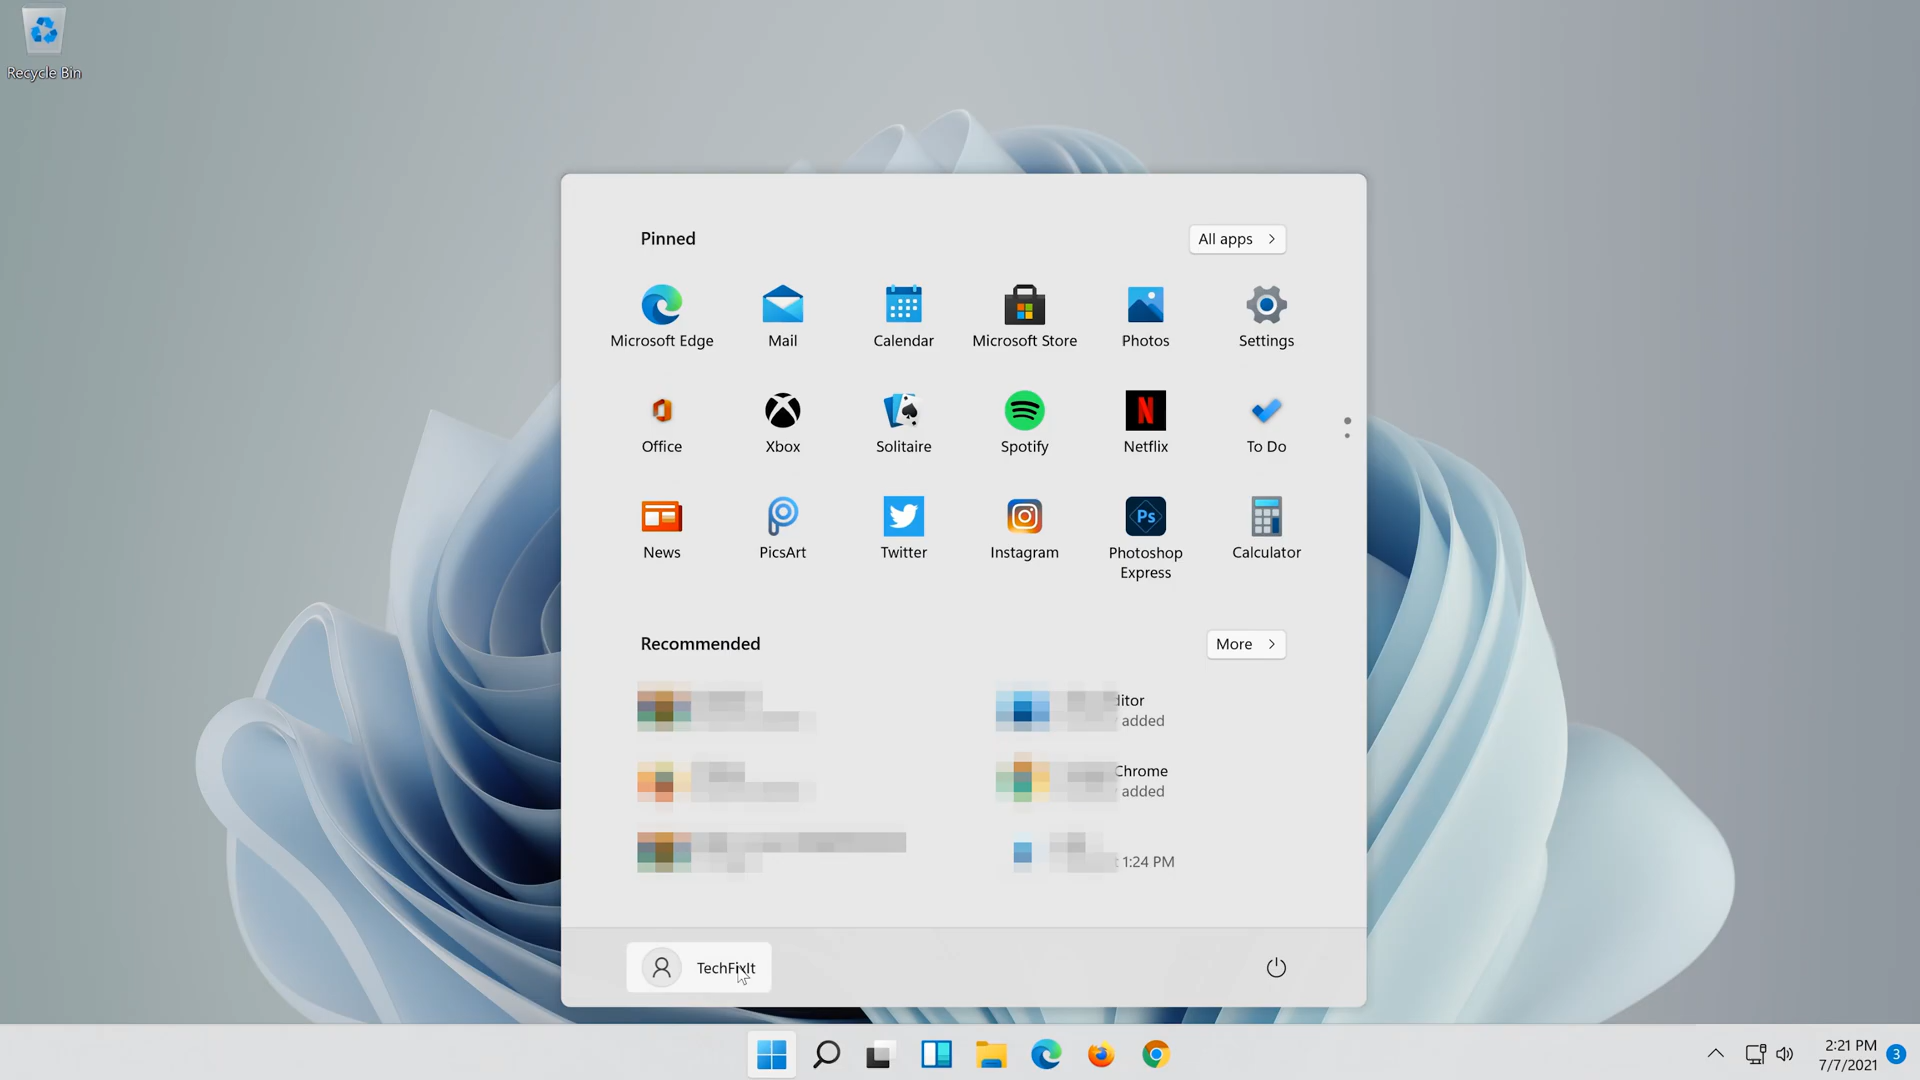 Recycle Bin
Pinned
All apps
Microsoft Edge
Mail
Calendar
Microsoft Store
Photos
Settings
Office
Xbox
Solitaire
Spotify
Netflix
To Do
News
PicsArt
Twitter
Instagram
Ps
Photoshop
Express
Calculator
Recommended
More
added
Chrome
added
1:24 PM
TechFixIt
2:21 PM
7/7/2021
3